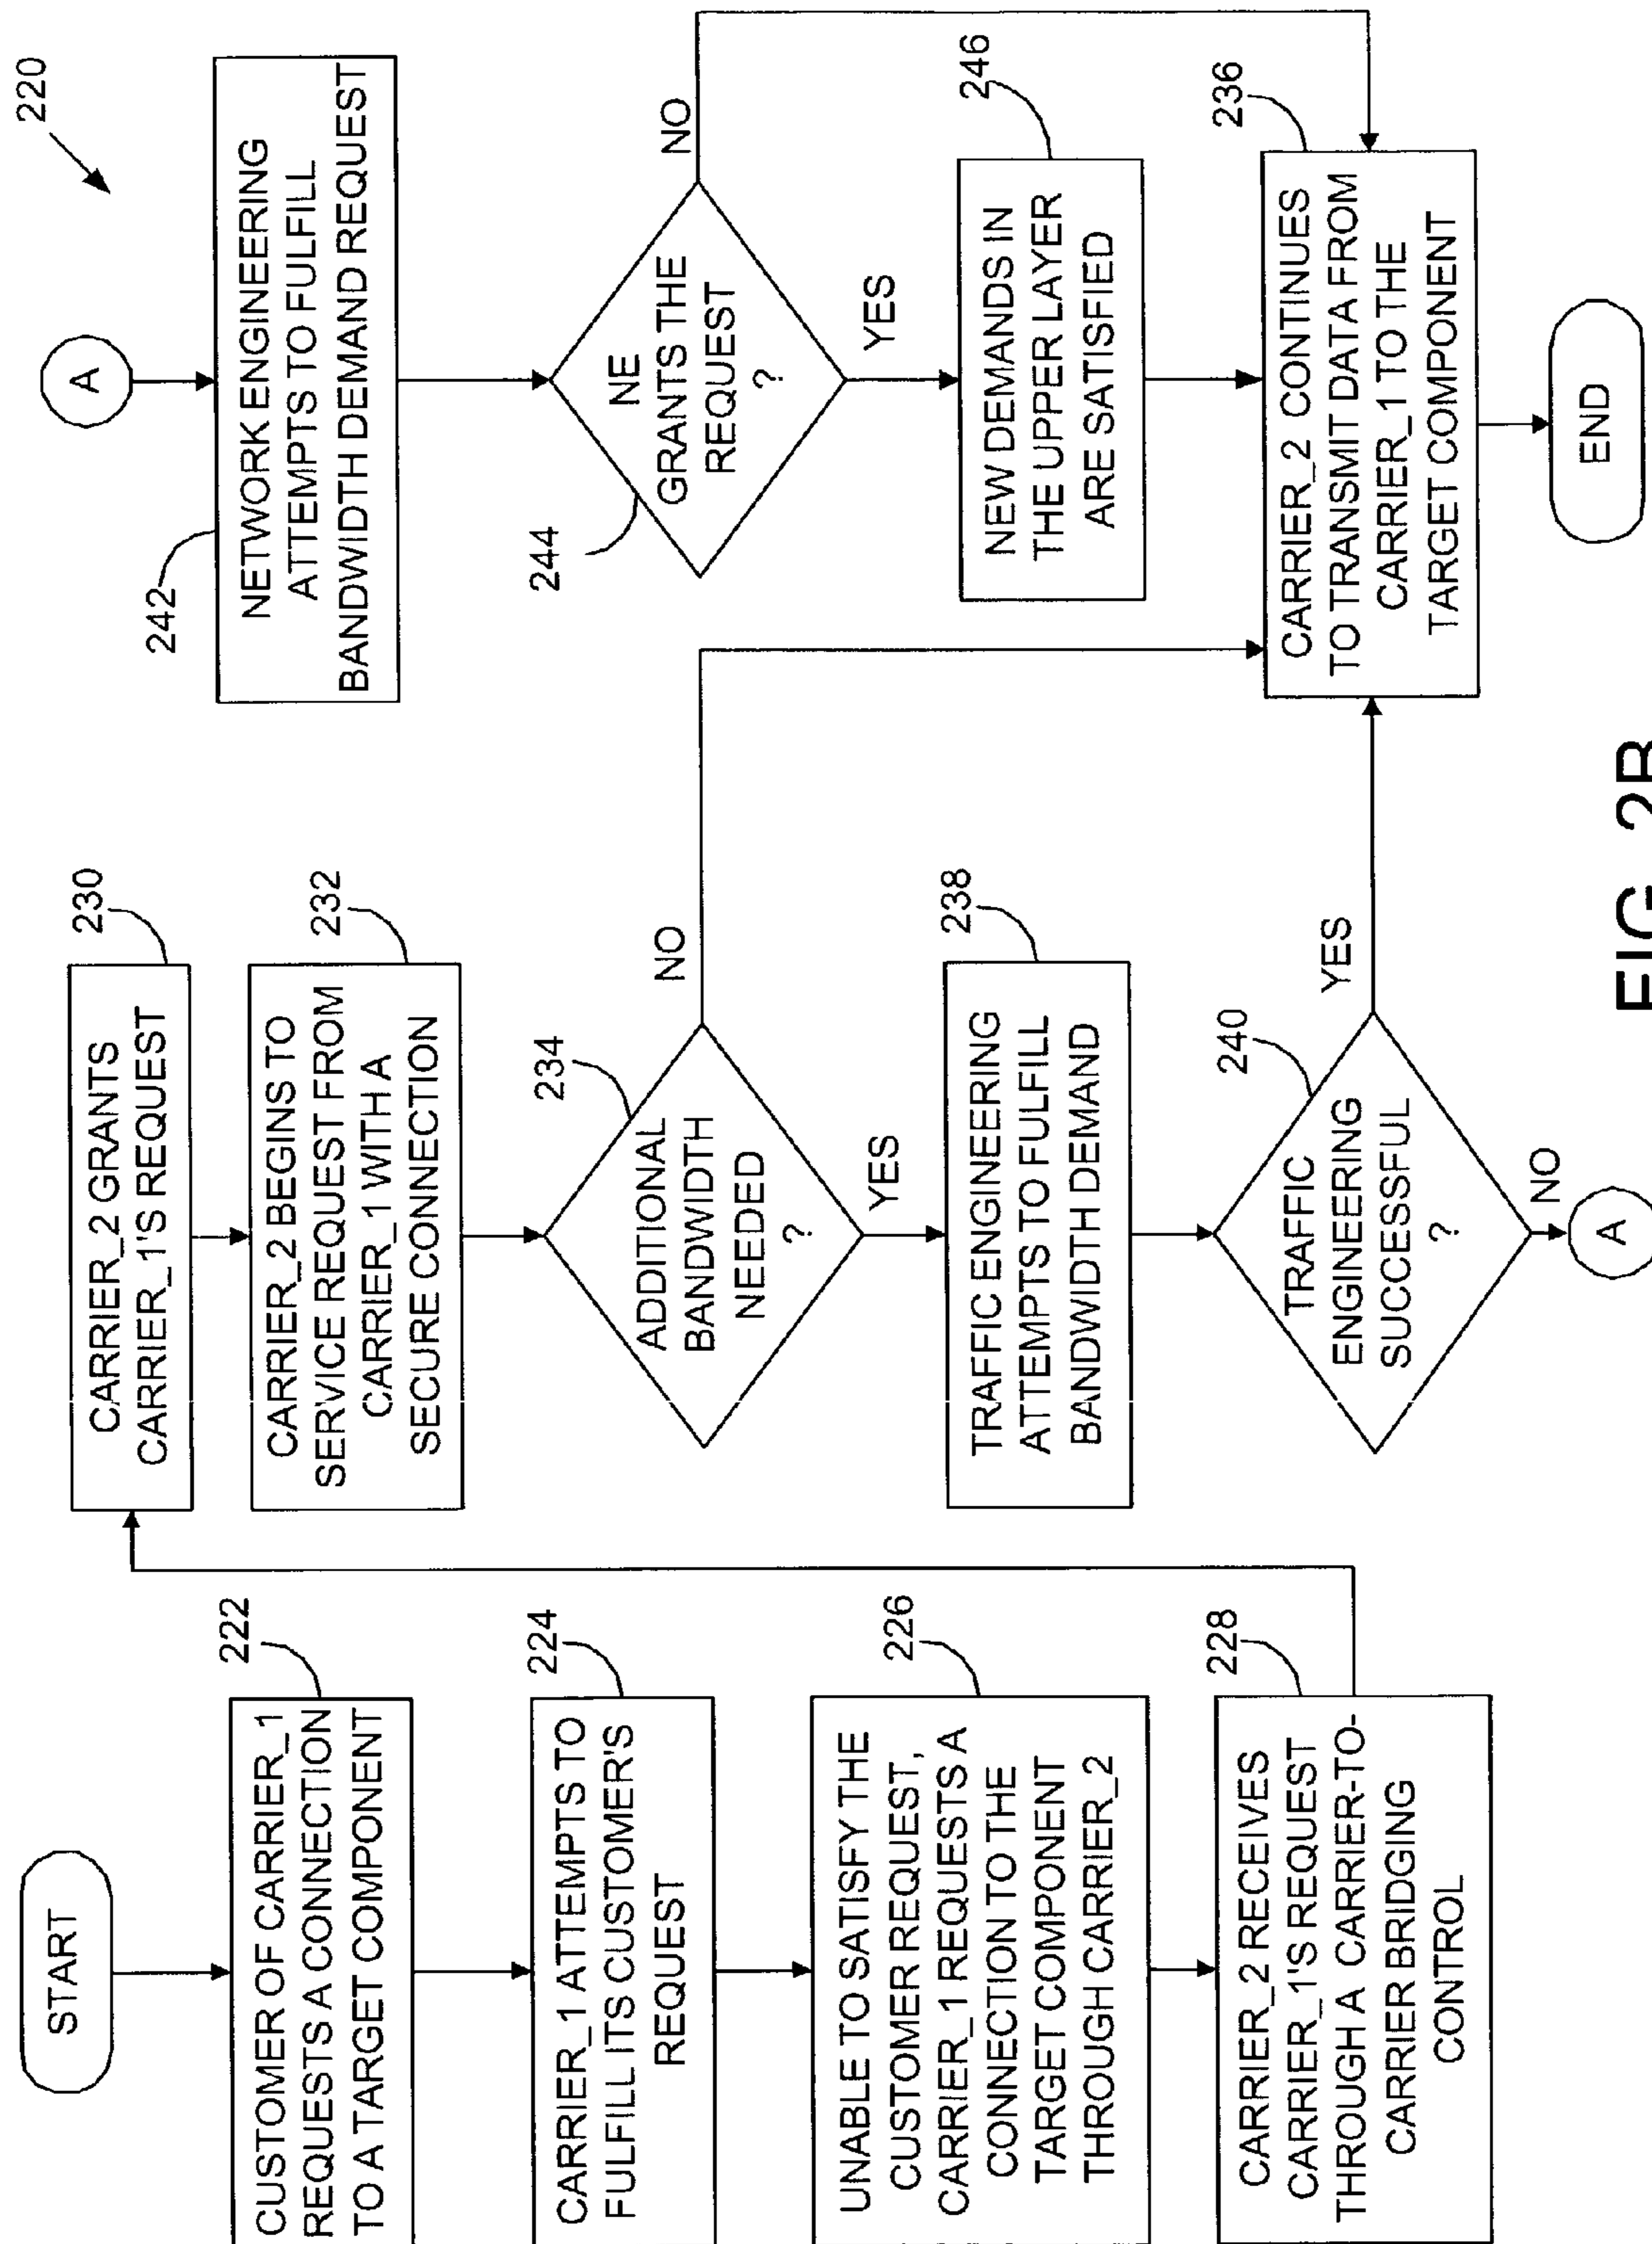 START
222
CUSTOMER OF CARRIER_1
REQUESTS A CONNECTION
TO A TARGET COMPONENT
224
CARRIER_1 ATTEMPTS TO
FULFILL ITS CUSTOMER'S
REQUEST
226
UNABLE TO SATISFY THE
CUSTOMER REQUEST,
CARRIER_1 REQUESTS A
CONNECTION TO THE
TARGET COMPONENT
THROUGH CARRIER_2
228
CARRIER_2 RECEIVES
CARRIER_1'S REQUEST
THROUGH A CARRIER-TO-
CARRIER BRIDGING
CONTROL
230
CARRIER_2 GRANTS
CARRIER_1'S REQUEST
232
CARRIER_2 BEGINS TO
SERVICE REQUEST FROM
CARRIER_1 WITH A
SECURE CONNECTION
234
ADDITIONAL
BANDWIDTH
NEEDED
?
NO
YES
238
TRAFFIC ENGINEERING
ATTEMPTS TO FULFILL
BANDWIDTH DEMAND
240
TRAFFIC
ENGINEERING
SUCCESSFUL
?
YES
NO
A
220
A
242
NETWORK ENGINEERING
ATTEMPTS TO FULFILL
BANDWIDTH DEMAND REQUEST
244
NE
GRANTS THE
REQUEST
?
NO
YES
246
NEW DEMANDS IN
THE UPPER LAYER
ARE SATISFIED
236
CARRIER_2 CONTINUES
TO TRANSMIT DATA FROM
CARRIER_1 TO THE
TARGET COMPONENT
END
FIG. 2B